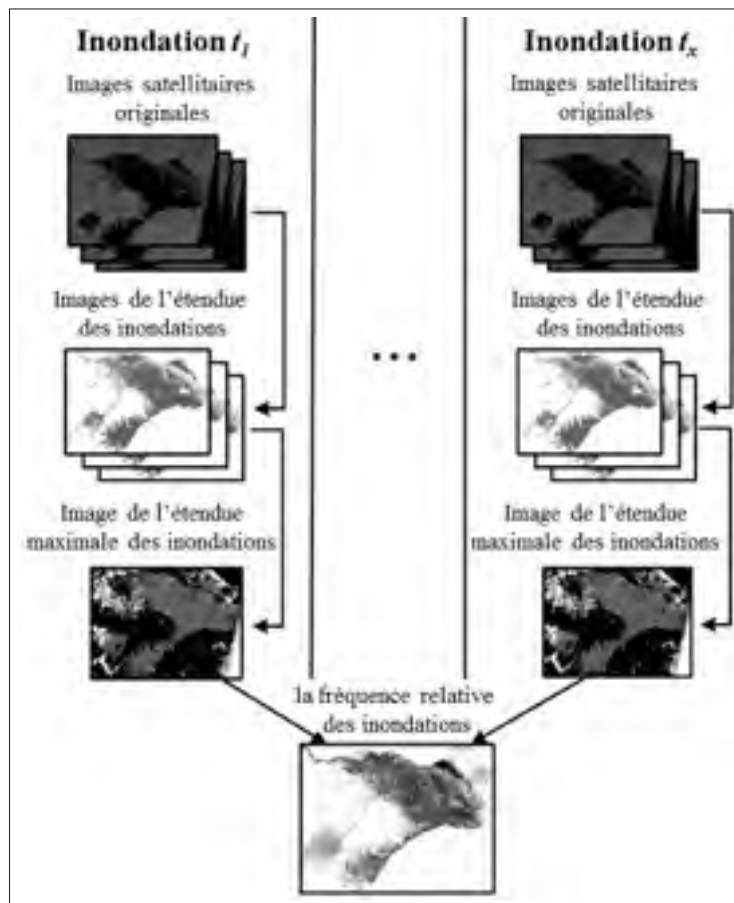 Inondation t₁
Images satellitaires
originales
Images de l'étendue
des inondations
Image de l'étendue
maximale des inondations
...
Inondation tₓ
Images satellitaires
originales
Images de l'étendue
des inondations
Image de l'étendue
maximale des inondations
la fréquence relative
des inondations